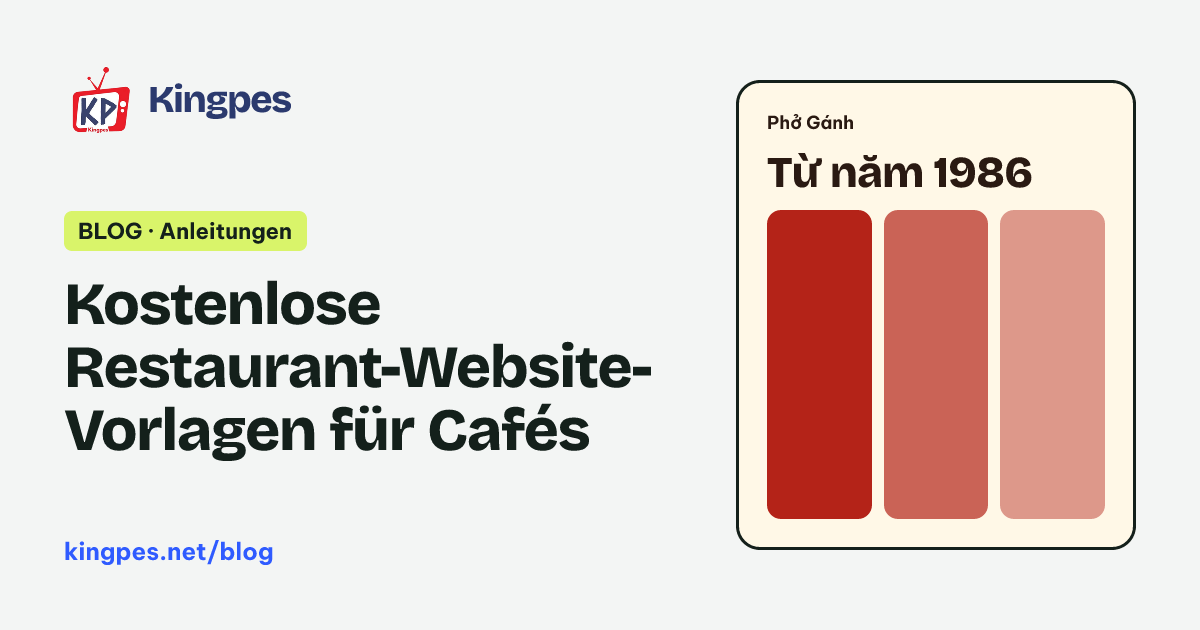 KP
Kingpes
Kingpes
BLOG · Anleitungen
Kostenlose
Restaurant-Website-
Vorlagen für Cafés
kingpes.net/blog
Phở Gánh
Từ năm 1986